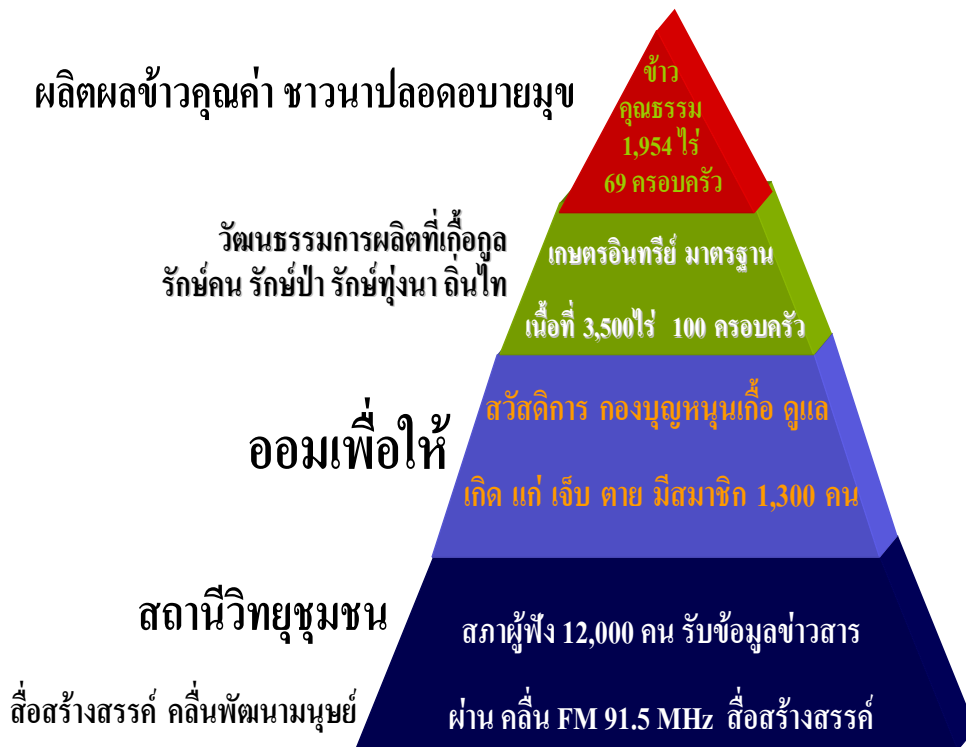 ผลิตผลข้าวคุณค่า ชาวนาปลอดอบายมุข
ข้าว
คุณธรรม
1,954 ไร่
69 ครอบครัว
วัฒนธรรมการผลิตที่เกื้อกูล
รักษ์คน รักษ์ป่า รักษ์ทุ่งนา ถิ่นไท
เกษตรอินทรีย์ มาตรฐาน
เนื้อที่ 3,500ไร่ 100 ครอบครัว
ออมเพื่อให้
สวัสดิการ กองบุญหนุนเกื้อ ดูแล
เกิด แก่ เจ็บ ตาย มีสมาชิก 1,300 คน
สถานีวิทยุชุมชน
สื่อสร้างสรรค์ คลื่นพัฒนามนุษย์
สภาผู้ฟัง 12,000 คน รับข้อมูลข่าวสาร
ผ่าน คลื่น FM 91.5 MHz สื่อสร้างสรรค์